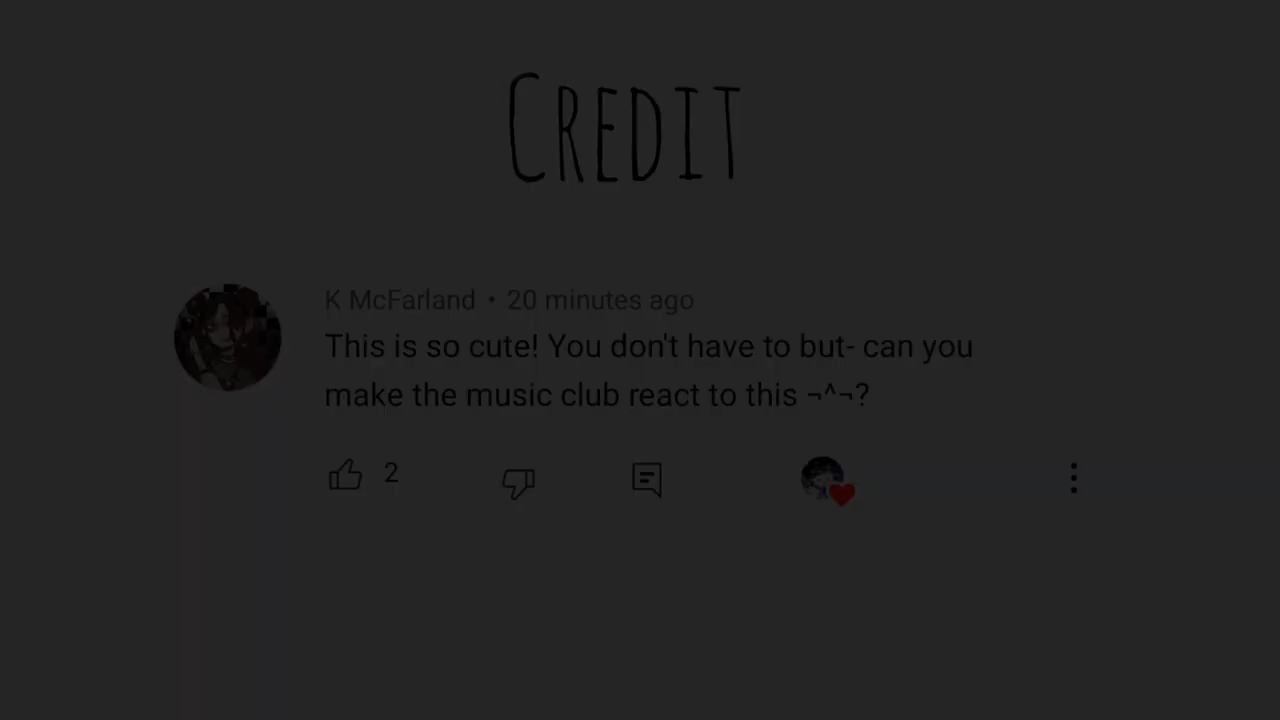 CREDIT
K McFarland • 20 minutes ago
This is so cute! You don't have to but- can you
make the music club react to this ¬^¬?
2